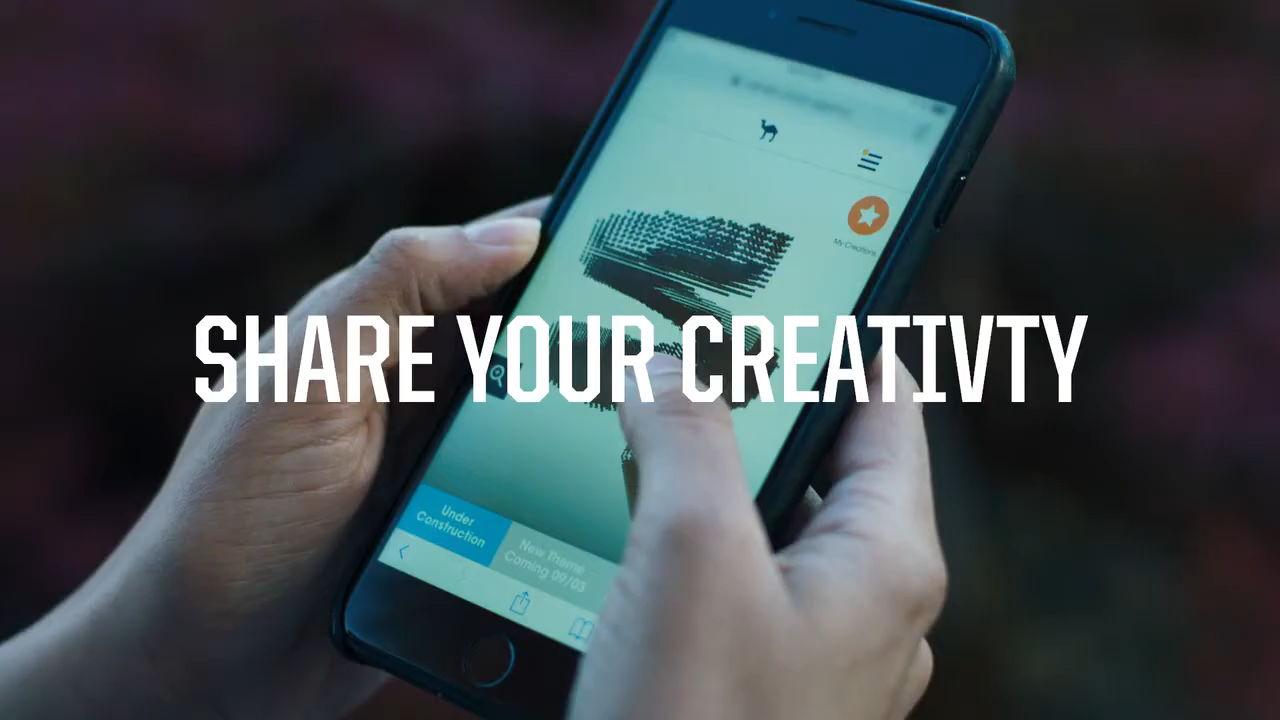 My Creations
SHARE YOUR CREATIVTY
Under
Construction
New Theme
Coming 09/03